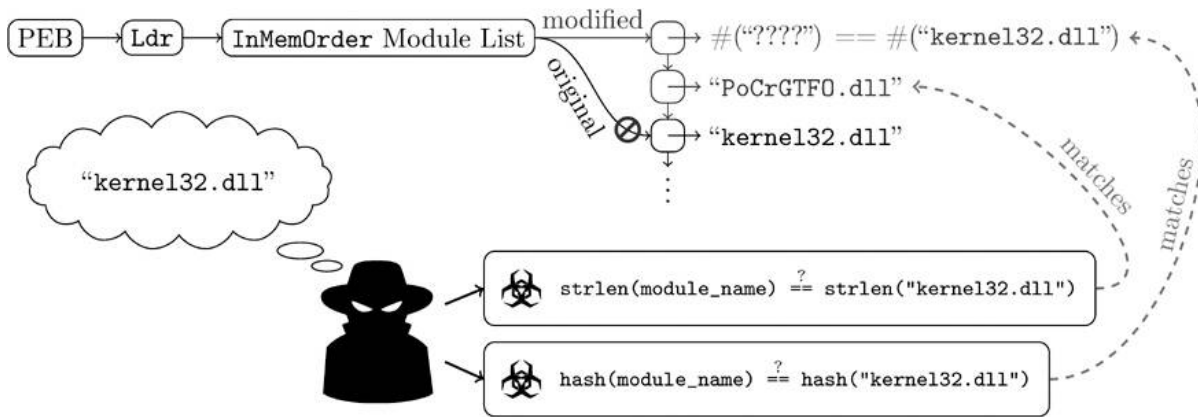 PEB
Ldr
InMemOrder Module List
modified
original
#(“????”) == #(“kernel32.dll”)
“PoCrGTFO.dll”
“kernel32.dll”
⋮
matches
matches
“kernel32.dll”
strlen(module_name) ?== strlen("kernel32.dll")
hash(module_name) ?== hash("kernel32.dll")